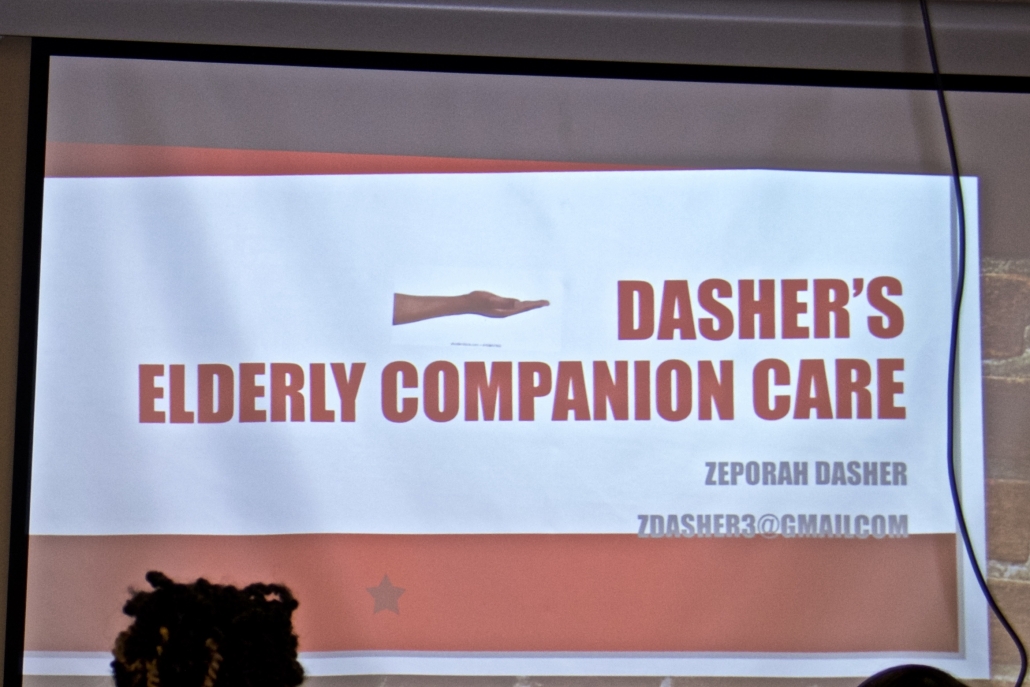 DASHER'S
ELDERLY COMPANION CARE
ZEPORAH DASHER
ZDASHER3@GMAIL.COM